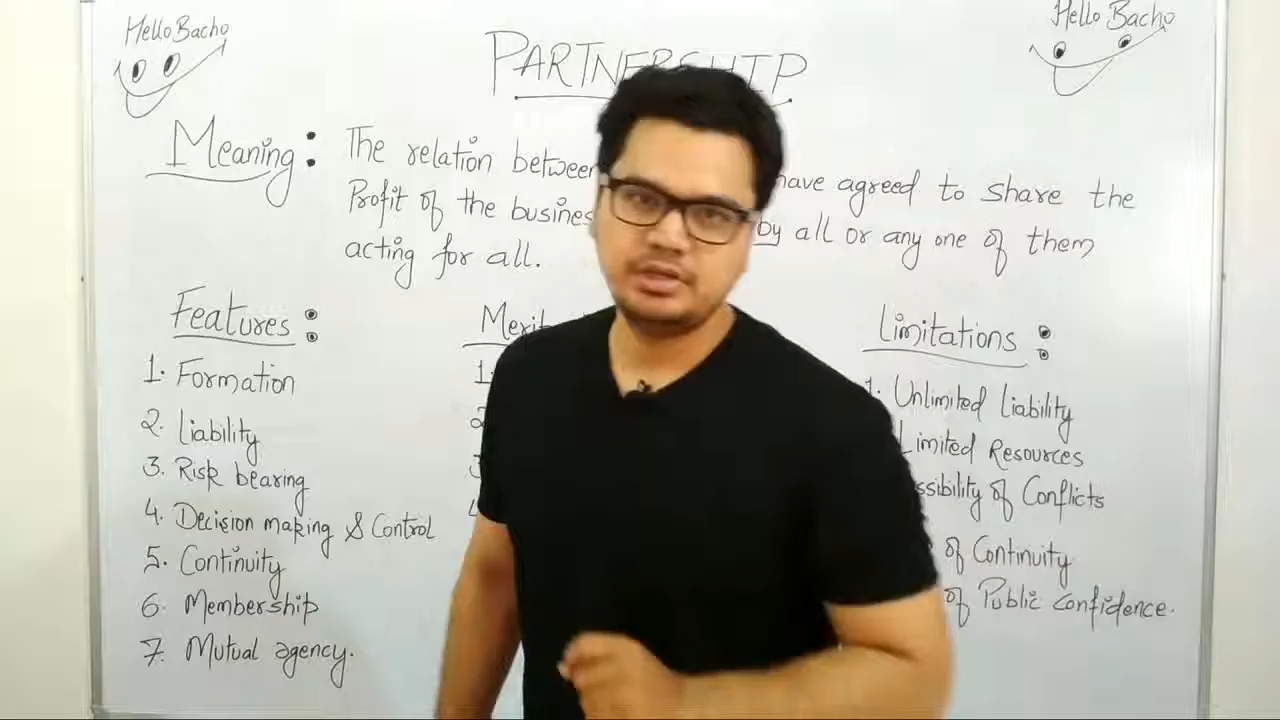 Hello Bacho
Hello Bacho
PARTNERSHIP
Meaning:
The relation between have agreed to share the
Profit of the by all or any one of them
acting for all.
Features:
1. Formation
2. Liability
3. Risk bearing
4. Decision making & Control
5. Continuity
6. Membership
7. Mutual agency.
1.
Limitations:
1. Unlimited Liability
Limited Resources
of Conflicts
of Continuity
of Public Confidence.